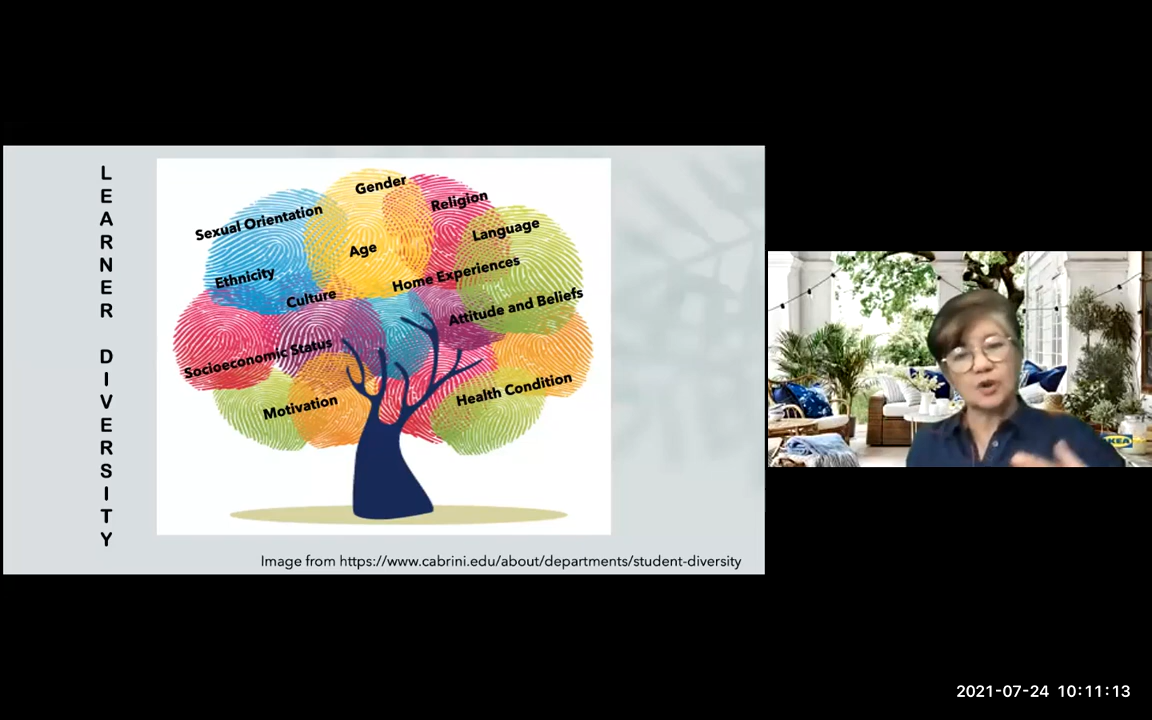 LEARNER DIVERSITY
Gender
Religion
Sexual Orientation
Language
Age
Home Experiences
Ethnicity
Culture
Attitude and Beliefs
Socioeconomic Status
Health Condition
Motivation
Image from https://www.cabrini.edu/about/departments/student-diversity
IKEA
2021-07-24 10:11:13